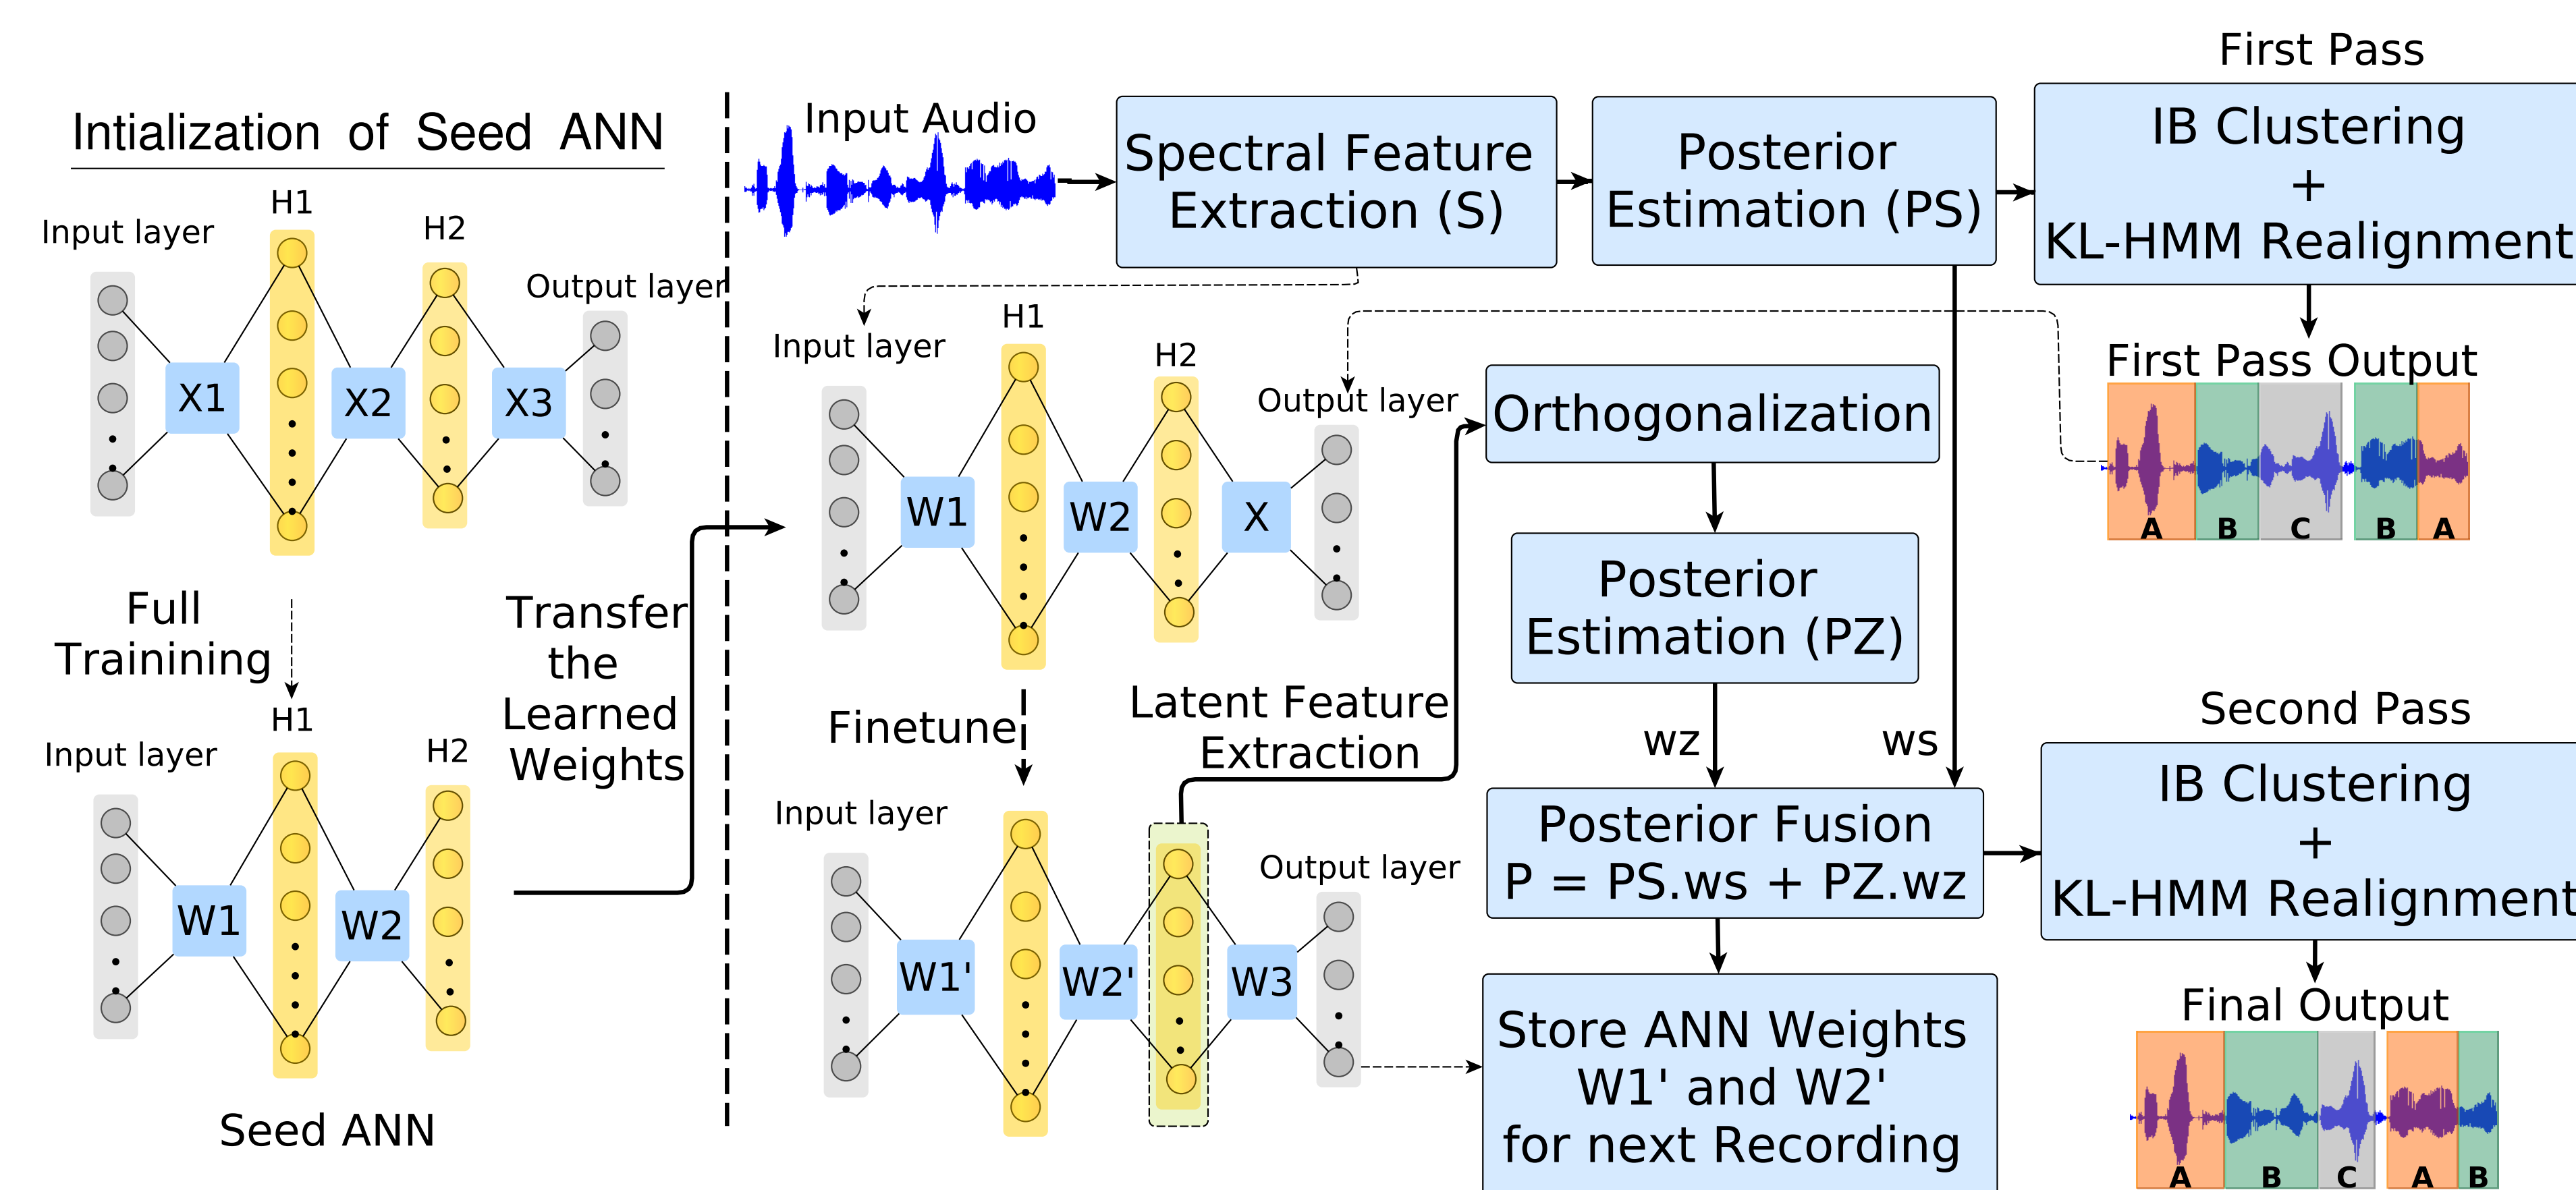 Intialization of Seed ANN
Input layer
H1
H2
Output layer
X1
X2
X3
Full
Trainining
Input layer
H1
H2
W1
W2
Seed ANN
Transfer
the
Learned
Weights
Input Audio
Spectral Feature
Extraction (S)
Posterior
Estimation (PS)
First Pass
IB Clustering
+
KL-HMM Realignment
First Pass Output
A
B
C
B
A
Input layer
H1
H2
Output layer
W1
W2
X
Finetune
Latent Feature
Extraction
Input layer
Output layer
W1'
W2'
W3
Orthogonalization
Posterior
Estimation (PZ)
wz
ws
Posterior Fusion
P = PS.ws + PZ.wz
Store ANN Weights
W1' and W2'
for next Recording
Second Pass
IB Clustering
+
KL-HMM Realignment
Final Output
A
B
C
A
B